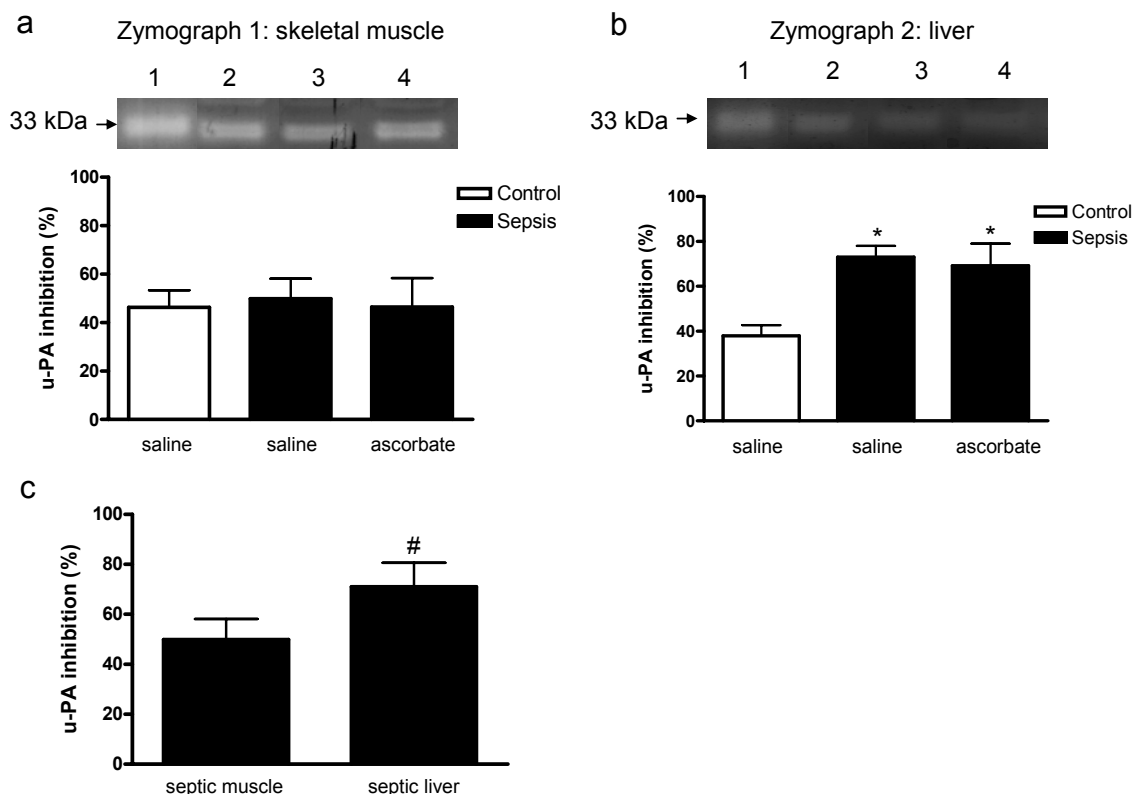 a
Zymograph 1: skeletal muscle
1 2 3 4
33 kDa
u-PA inhibition (%)
100
80
60
40
20
0
Control
Sepsis
saline saline ascorbate
b
Zymograph 2: liver
1 2 3 4
33 kDa
u-PA inhibition (%)
100
80
60
40
20
0
* *
Control
Sepsis
saline saline ascorbate
c
u-PA inhibition (%)
100
80
60
40
20
0
#
septic muscle septic liver